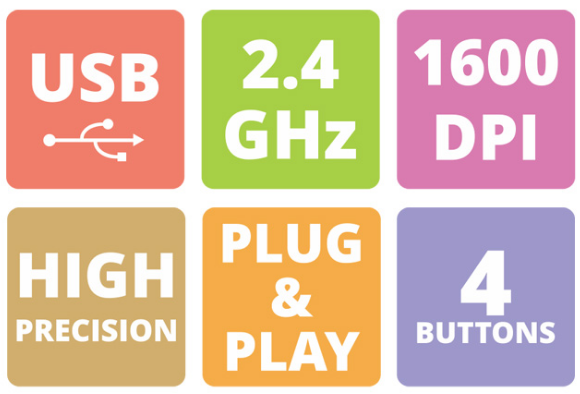 USB
2.4
GHz
1600
DPI
HIGH
PRECISION
PLUG
&
PLAY
4
BUTTONS